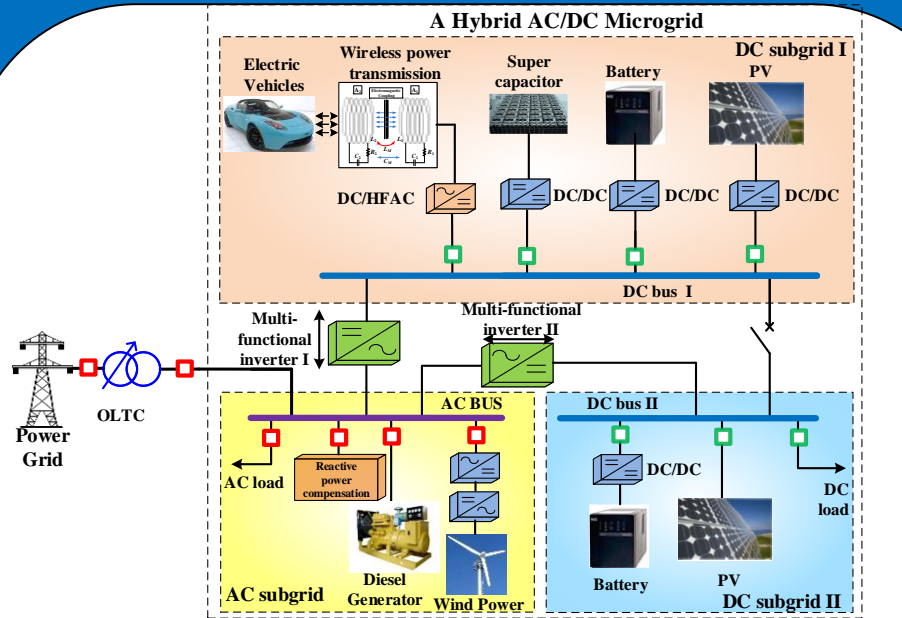 A Hybrid AC/DC Microgrid
DC subgrid I
Electric
Vehicles
Wireless power
transmission
Super
capacitor
Battery
PV
Electromagnetic
Coupling
DC/HFAC
DC/DC
DC/DC
DC/DC
DC bus I
Multi-
functional
inverter I
Multi-functional
inverter II
OLTC
Power
Grid
AC BUS
AC load
Reactive
power
compensation
Diesel
Generator
Wind Power
AC subgrid
DC bus II
DC/DC
Battery
PV
DC
load
DC subgrid II